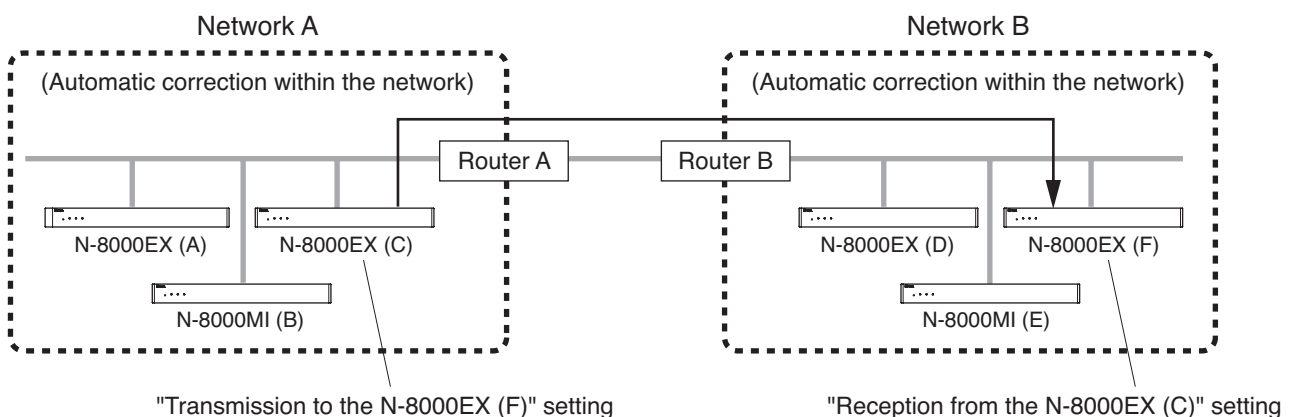 Network A
Network B
(Automatic correction within the network)
(Automatic correction within the network)
Router A
Router B
N-8000EX (A)
N-8000EX (C)
N-8000EX (D)
N-8000EX (F)
N-8000MI (B)
N-8000MI (E)
"Transmission to the N-8000EX (F)" setting
"Reception from the N-8000EX (C)" setting